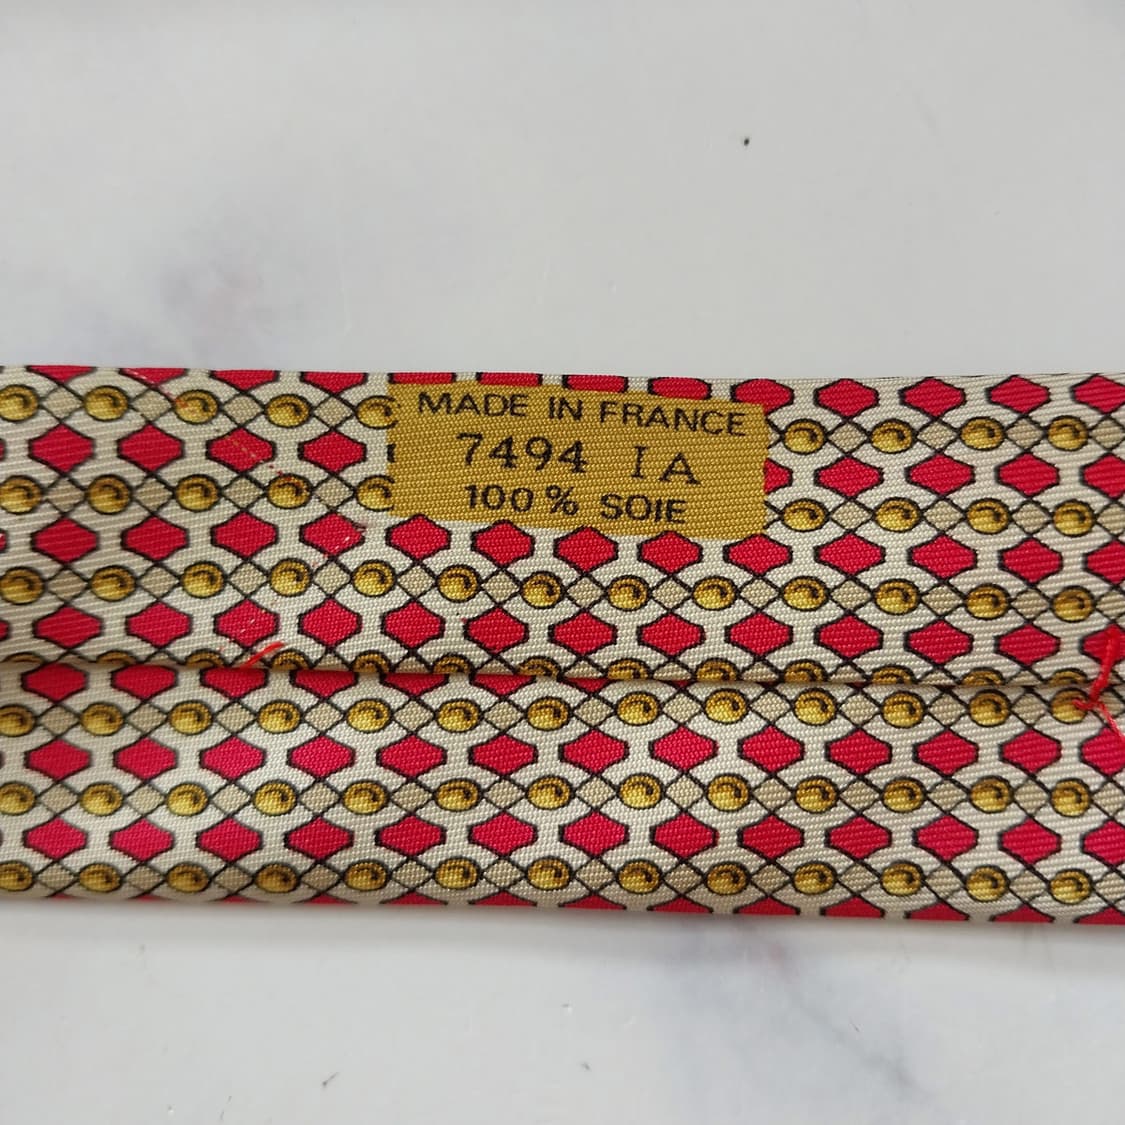 MADE IN FRANCE
7494 IA
100% SOIE